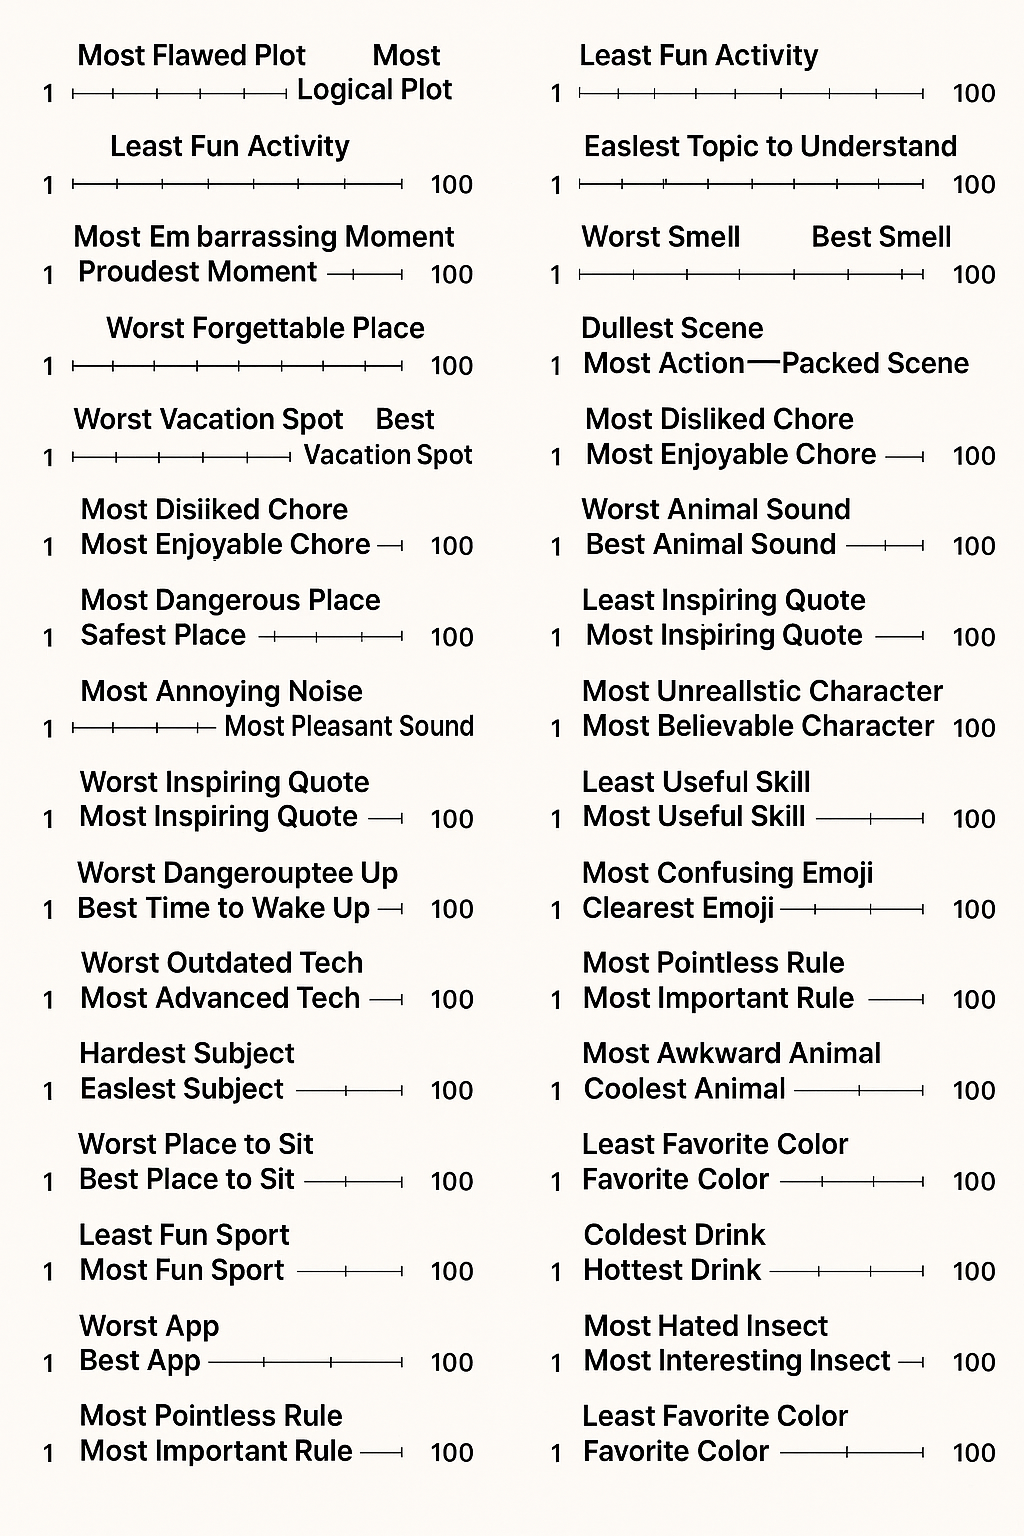 Most Flawed Plot Most
1 Logical Plot
Least Fun Activity
1 100
Most Em barrassing Moment
1 Proudest Moment 100
Worst Forgettable Place
1 100
Worst Vacation Spot Best
1 Vacation Spot
Most Disiiked Chore
1 Most Enjoyable Chore 100
Most Dangerous Place
1 Safest Place 100
Most Annoying Noise
1 Most Pleasant Sound
Worst Inspiring Quote
1 Most Inspiring Quote 100
Worst Dangerouptee Up
1 Best Time to Wake Up 100
Worst Outdated Tech
1 Most Advanced Tech 100
Hardest Subject
1 Easlest Subject 100
Worst Place to Sit
1 Best Place to Sit 100
Least Fun Sport
1 Most Fun Sport 100
Worst App
1 Best App 100
Most Pointless Rule
1 Most Important Rule 100
Least Fun Activity
1 100
Easlest Topic to Understand
1 100
Worst Smell Best Smell
1 100
Dullest Scene
1 Most Action—Packed Scene
Most Disliked Chore
1 Most Enjoyable Chore 100
Worst Animal Sound
1 Best Animal Sound 100
Least Inspiring Quote
1 Most Inspiring Quote 100
Most Unreallstic Character
1 Most Believable Character 100
Least Useful Skill
1 Most Useful Skill 100
Most Confusing Emoji
1 Clearest Emoji 100
Most Pointless Rule
1 Most Important Rule 100
Most Awkward Animal
1 Coolest Animal 100
Least Favorite Color
1 Favorite Color 100
Coldest Drink
1 Hottest Drink 100
Most Hated Insect
1 Most Interesting Insect 100
Least Favorite Color
1 Favorite Color 100